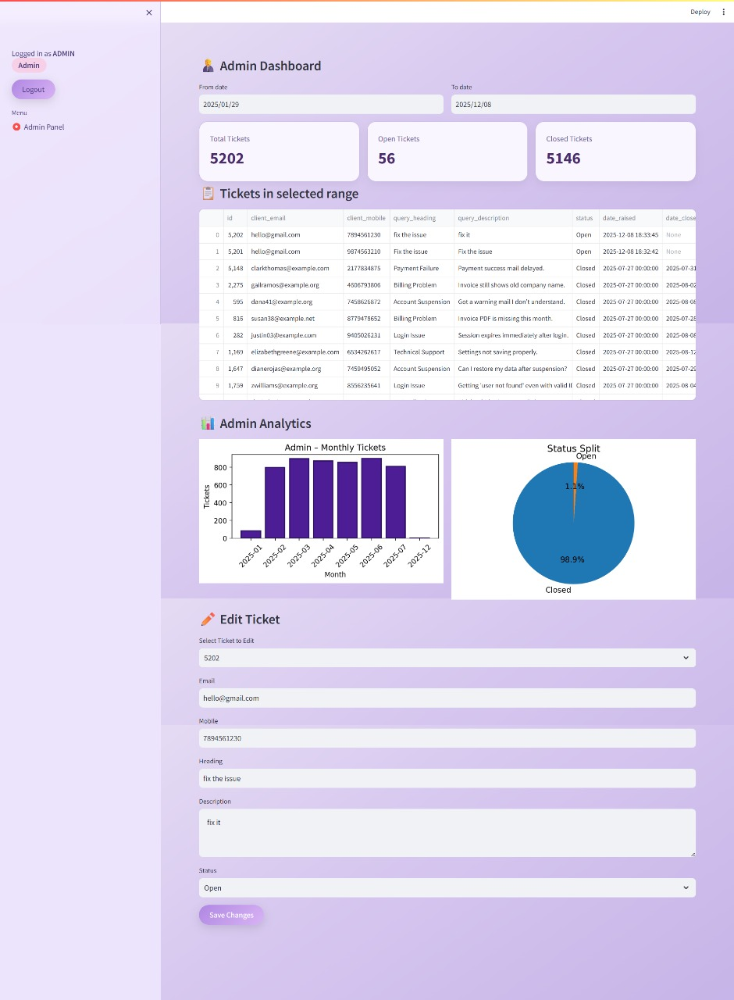 Deploy
Logged in as ADMIN
Admin
Logout
Menu
Admin Panel
Admin Dashboard
From date
To date
2025/01/29
2025/12/08
Total Tickets
Open Tickets
Closed Tickets
5202
56
5146
Tickets in selected range
id client_email client_mobile query_heading query_description status date_raised date_close
0 5,202 hello@gmail.com 7894561230 fix the issue fix it Open 2025-12-08 18:33:45 None
1 5,201 hello@gmail.com 9874563210 Fix the issue Fix the issue Open 2025-12-08 18:32:42 None
2 5,148 clarkthomas@example.com 2177834875 Payment Failure Payment success mail delayed. Closed 2025-07-27 00:00:00 2025-07-31
3 2,275 gailramos@example.org 4606793806 Billing Problem Invoice still shows old company name. Closed 2025-07-27 00:00:00 2025-08-02
4 595 dana41@example.org 7458626872 Account Suspension Got a warning mail I don't understand. Closed 2025-07-27 00:00:00 2025-08-08
5 816 susan38@example.net 8779478652 Billing Problem Invoice PDF is missing this month. Closed 2025-07-27 00:00:00 2025-07-28
6 282 justin03@example.com 9405026231 Login Issue Session expires immediately after login. Closed 2025-07-27 00:00:00 2025-08-08
7 1,169 elizabethgreene@example.com 6534262617 Technical Support Settings not saving properly. Closed 2025-07-27 00:00:00 2025-08-12
8 1,647 dianerojas@example.org 7459495052 Account Suspension Can I restore my data after suspension? Closed 2025-07-27 00:00:00 2025-07-29
9 1,759 zwilliams@example.org 8556235641 Login Issue Getting 'user not found' even with valid ID Closed 2025-07-27 00:00:00 2025-08-04
Admin Analytics
Admin – Monthly Tickets
Tickets
800
600
400
200
0
2025-01
2025-02
2025-03
2025-04
2025-05
2025-06
2025-07
2025-12
Month
Status Split
Open
1.1%
98.9%
Closed
Edit Ticket
Select Ticket to Edit
5202
Email
hello@gmail.com
Mobile
7894561230
Heading
fix the issue
Description
fix it
Status
Open
Save Changes